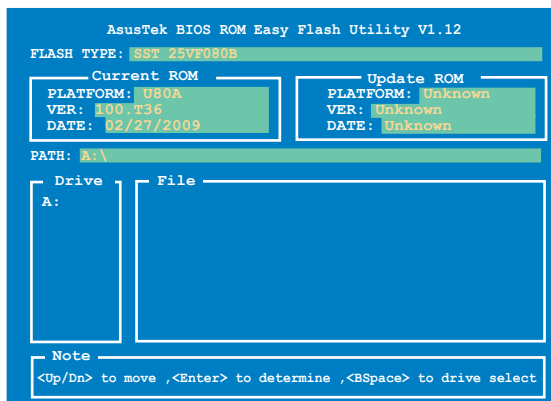 AsusTek BIOS ROM Easy Flash Utility V1.12
FLASH TYPE: SST 25VF080B
Current ROM
PLATFORM: U80A
VER: 100.T36
DATE: 02/27/2009
Update ROM
PLATFORM: Unknown
VER: Unknown
DATE: Unknown
PATH: A:\
Drive
A:
File
Note
<Up/Dn> to move ,<Enter> to determine ,<BSpace> to drive select